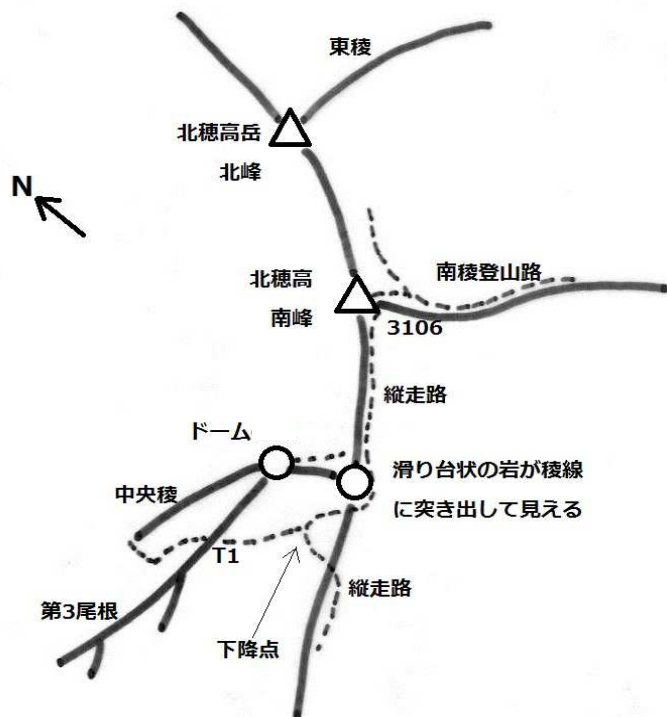 東稜
北穂高岳
北峰
N
北穂高
南峰
南稜登山路
3106
縦走路
ドーム
滑り台状の岩が稜線
に突き出して見える
中央稜
T1
縦走路
第3尾根
下降点